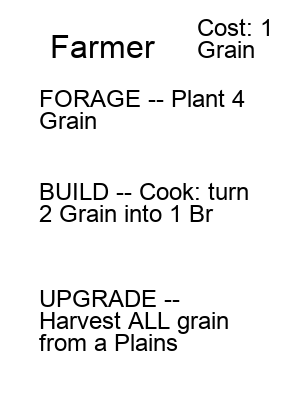 Farmer
Cost: 1
Grain
FORAGE -- Plant 4
Grain
BUILD -- Cook: turn
2 Grain into 1 Br
UPGRADE --
Harvest ALL grain
from a Plains